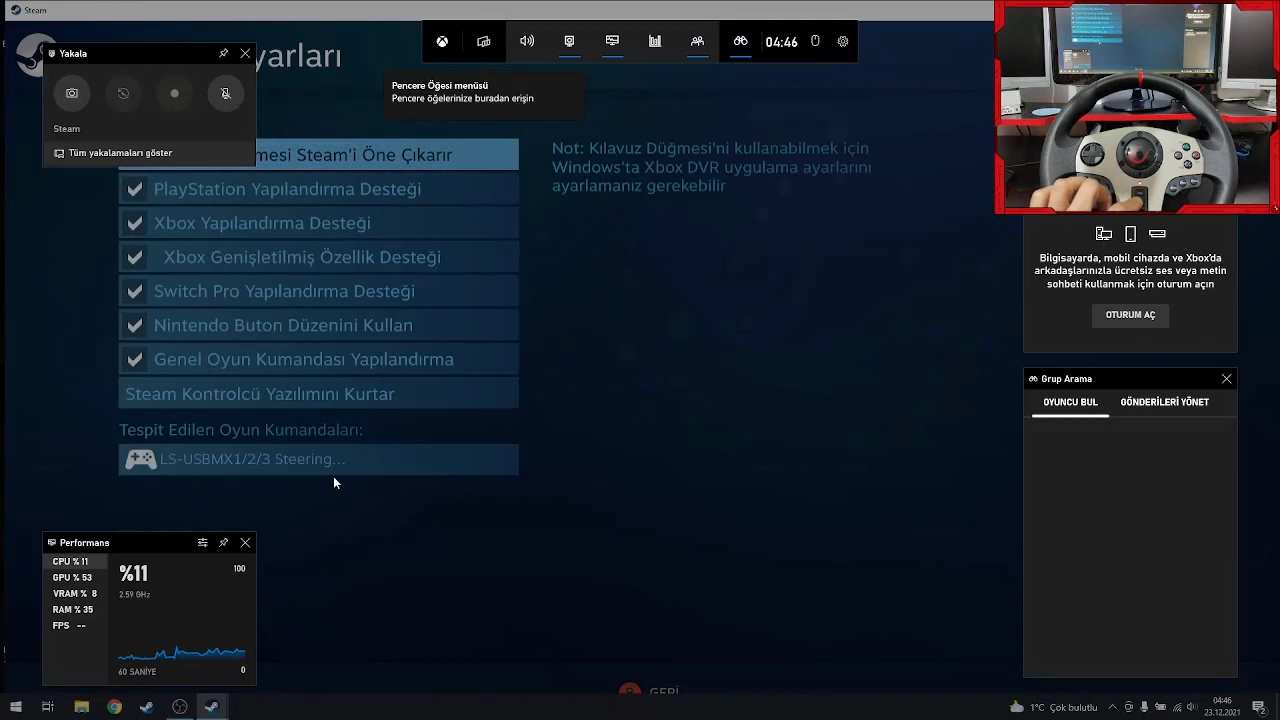 Steam
Yakala
yarları
04:46
Pencere Öğesi menüsü
Pencere öğelerinize buradan erişin
Steam
Tüm yakalamaları göster
mesi Steam'i Öne Çıkarır
PlayStation Yapılandırma Desteği
Xbox Yapılandırma Desteği
Xbox Genişletilmiş Özellik Desteği
Switch Pro Yapılandırma Desteği
Nintendo Buton Düzenini Kullan
Genel Oyun Kumandası Yapılandırma
Steam Kontrolcü Yazılımını Kurtar
Tespit Edilen Oyun Kumandaları:
LS-USBMX1/2/3 Steering...
Not: Kılavuz Düğmesi'ni kullanabilmek için
Windows'ta Xbox DVR uygulama ayarlarını
ayarlamanız gerekebilir
Bilgisayarda, mobil cihazda ve Xbox'da
arkadaşlarınızla ücretsiz ses veya metin
sohbeti kullanmak için oturum açın
OTURUM AÇ
Grup Arama
OYUNCU BUL GÖNDERİLERİ YÖNET
Performans
CPU % 11
GPU % 53
VRAM % 8
RAM % 35
FPS --
%11
100
2.59 GHz
60 SANİYE
0
B GERİ
1°C Çok bulutlu
04:46
23.12.2021
2